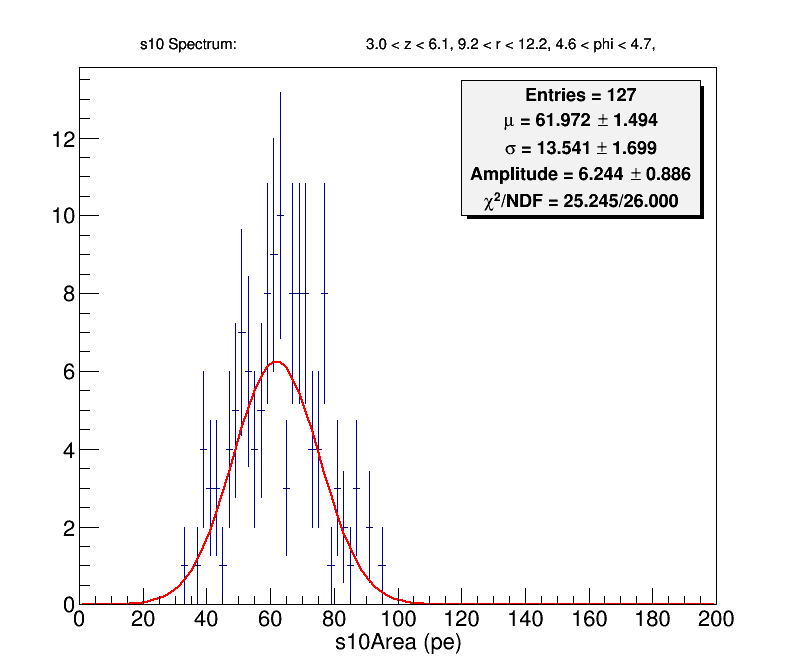 s10 Spectrum: 3.0 < z < 6.1, 9.2 < r < 12.2, 4.6 < phi < 4.7,
Entries = 127
μ = 61.972 ± 1.494
σ = 13.541 ± 1.699
Amplitude = 6.244 ± 0.886
χ²/NDF = 25.245/26.000
12
10
8
6
4
2
0
0 20 40 60 80 100 120 140 160 180 200
s10Area (pe)